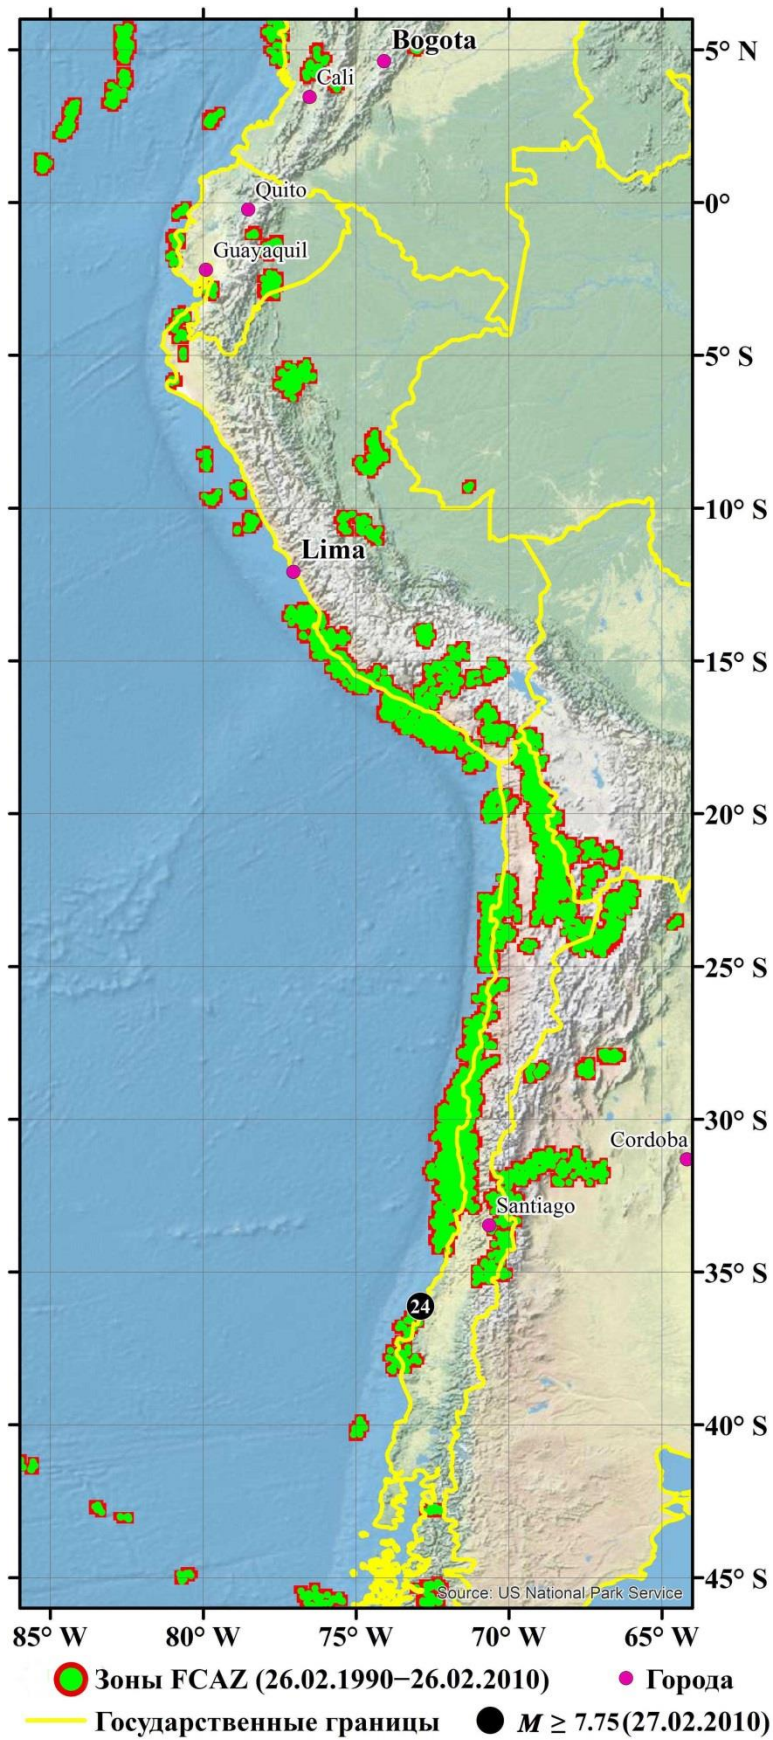 Bogota
5° N
Cali
Quito
0°
Guayaquil
5° S
10° S
Lima
15° S
20° S
25° S
30° S
Cordoba
Santiago
35° S
24
40° S
45° S
Source: US National Park Service
85° W 80° W 75° W 70° W 65° W
Зоны FCAZ (26.02.1990–26.02.2010) Города
Государственные границы M ≥ 7.75 (27.02.2010)